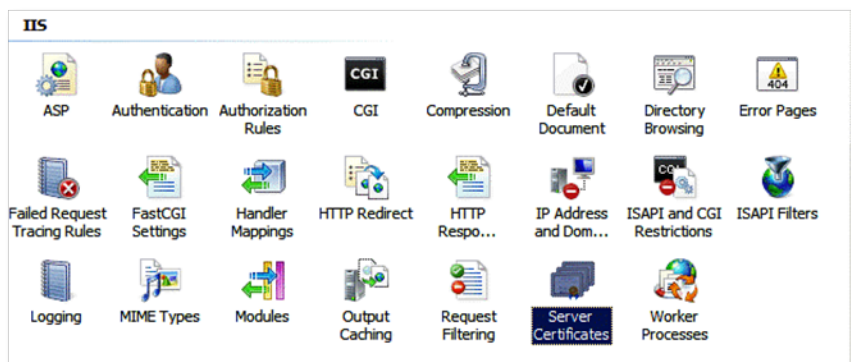 IIS
ASP
Authentication
Authorization
Rules
CGI
CGI
Compression
Default
Document
Directory
Browsing
404
Error Pages
Failed Request
Tracing Rules
FastCGI
Settings
Handler
Mappings
HTTP Redirect
HTTP
Respo...
IP Address
and Dom...
ISAPI and CGI
Restrictions
ISAPI Filters
Logging
MIME Types
Modules
Output
Caching
Request
Filtering
Server
Certificates
Worker
Processes